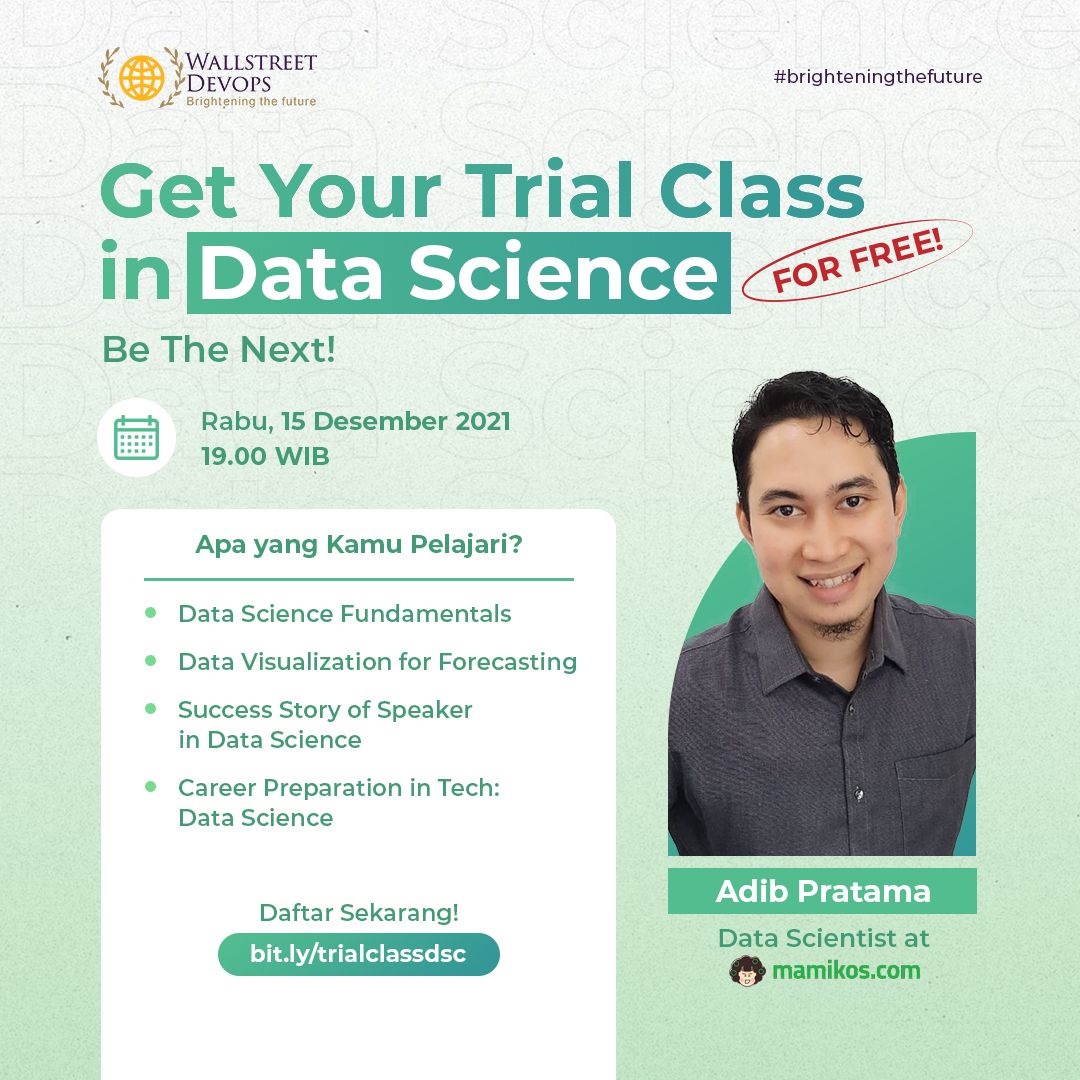 WALLSTREET
DEVOPS
Brightening the future
#brighteningthefuture
Get Your Trial Class
in Data Science
FOR FREE!
Be The Next!
Rabu, 15 Desember 2021
19.00 WIB
Apa yang Kamu Pelajari?
Data Science Fundamentals
Data Visualization for Forecasting
Success Story of Speaker
in Data Science
Career Preparation in Tech:
Data Science
Daftar Sekarang!
bit.ly/trialclassdsc
Adib Pratama
Data Scientist at
mamikos.com